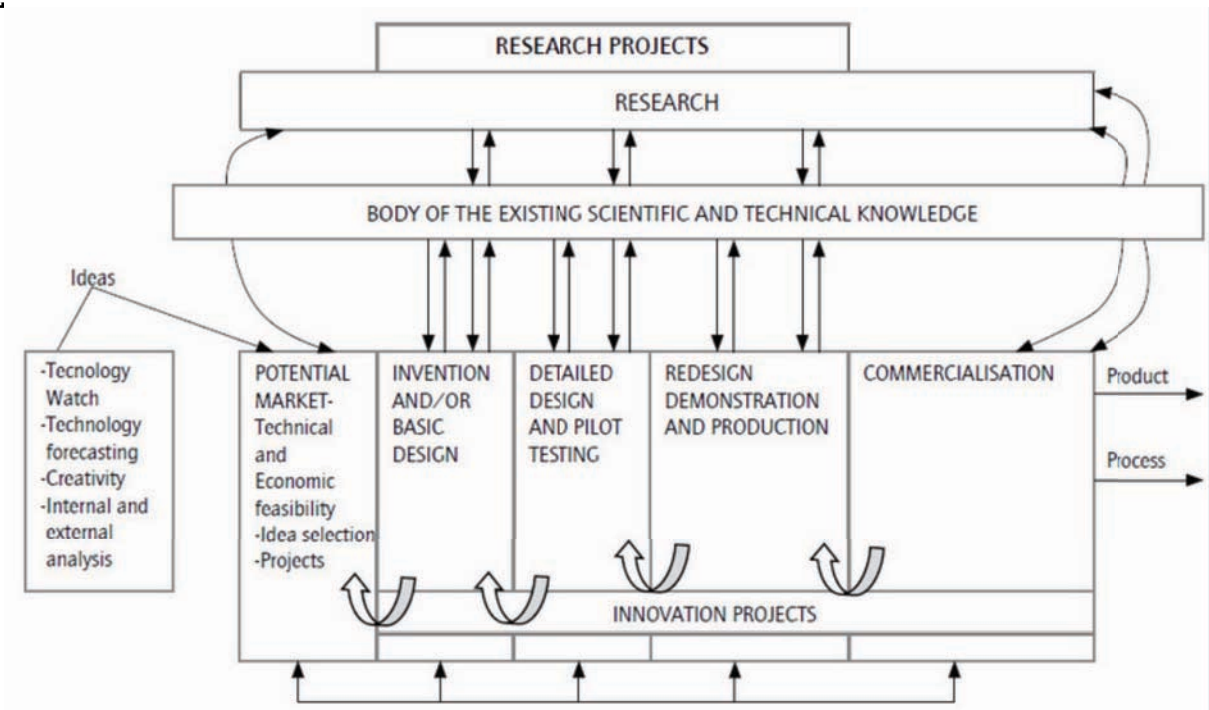 RESEARCH PROJECTS
RESEARCH
BODY OF THE EXISTING SCIENTIFIC AND TECHNICAL KNOWLEDGE
Ideas
-Tecnology
Watch
-Technology
forecasting
-Creativity
-Internal and
external
analysis
POTENTIAL
MARKET-
Technical
and
Economic
feasibility
-Idea selection
-Projects
INVENTION
AND/OR
BASIC
DESIGN
DETAILED
DESIGN
AND PILOT
TESTING
REDESIGN
DEMONSTRATION
AND PRODUCTION
COMMERCIALISATION
Product
Process
INNOVATION PROJECTS